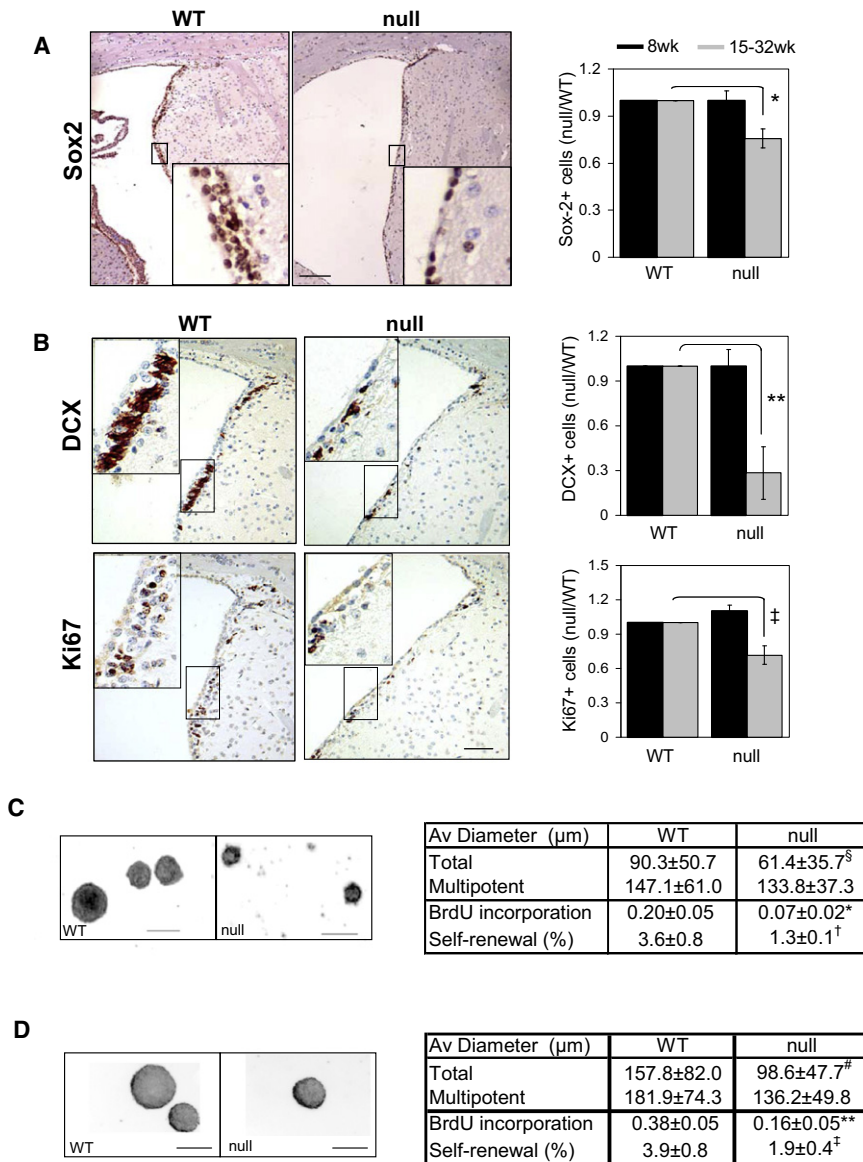 WT null
A
Sox2
8wk 15-32wk
1.2
0.9
0.6
0.3
0
Sox-2+ cells (null/WT)
*
WT null
B
WT null
DCX
1.2
0.9
0.6
0.3
0
DCX+ cells (null/WT)
**
WT null
Ki67
1.5
1.2
0.9
0.6
0.3
0
Ki67+ cells (null/WT)
‡
WT null
C
WT null
Av Diameter (µm) WT null
Total 90.3±50.7 61.4±35.7§
Multipotent 147.1±61.0 133.8±37.3
BrdU incorporation 0.20±0.05 0.07±0.02*
Self-renewal (%) 3.6±0.8 1.3±0.1†
D
WT null
Av Diameter (µm) WT null
Total 157.8±82.0 98.6±47.7#
Multipotent 181.9±74.3 136.2±49.8
BrdU incorporation 0.38±0.05 0.16±0.05**
Self-renewal (%) 3.9±0.8 1.9±0.4‡